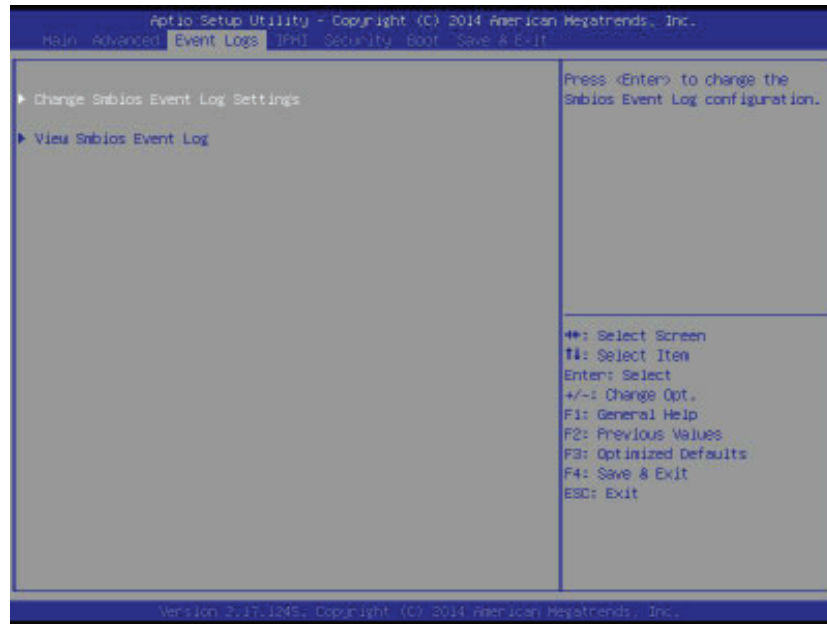 Aptio Setup Utility - Copyright (C) 2014 American Megatrends, Inc.
Main Advanced Event Logs IPMI Security Boot Save & Exit
▶ Change Smbios Event Log Settings
▶ View Smbios Event Log
Press <Enter> to change the
Smbios Event Log configuration.
→←: Select Screen
↑↓: Select Item
Enter: Select
+/-: Change Opt.
F1: General Help
F2: Previous Values
F3: Optimized Defaults
F4: Save & Exit
ESC: Exit
Version 2.17.1245. Copyright (C) 2014 American Megatrends, Inc.